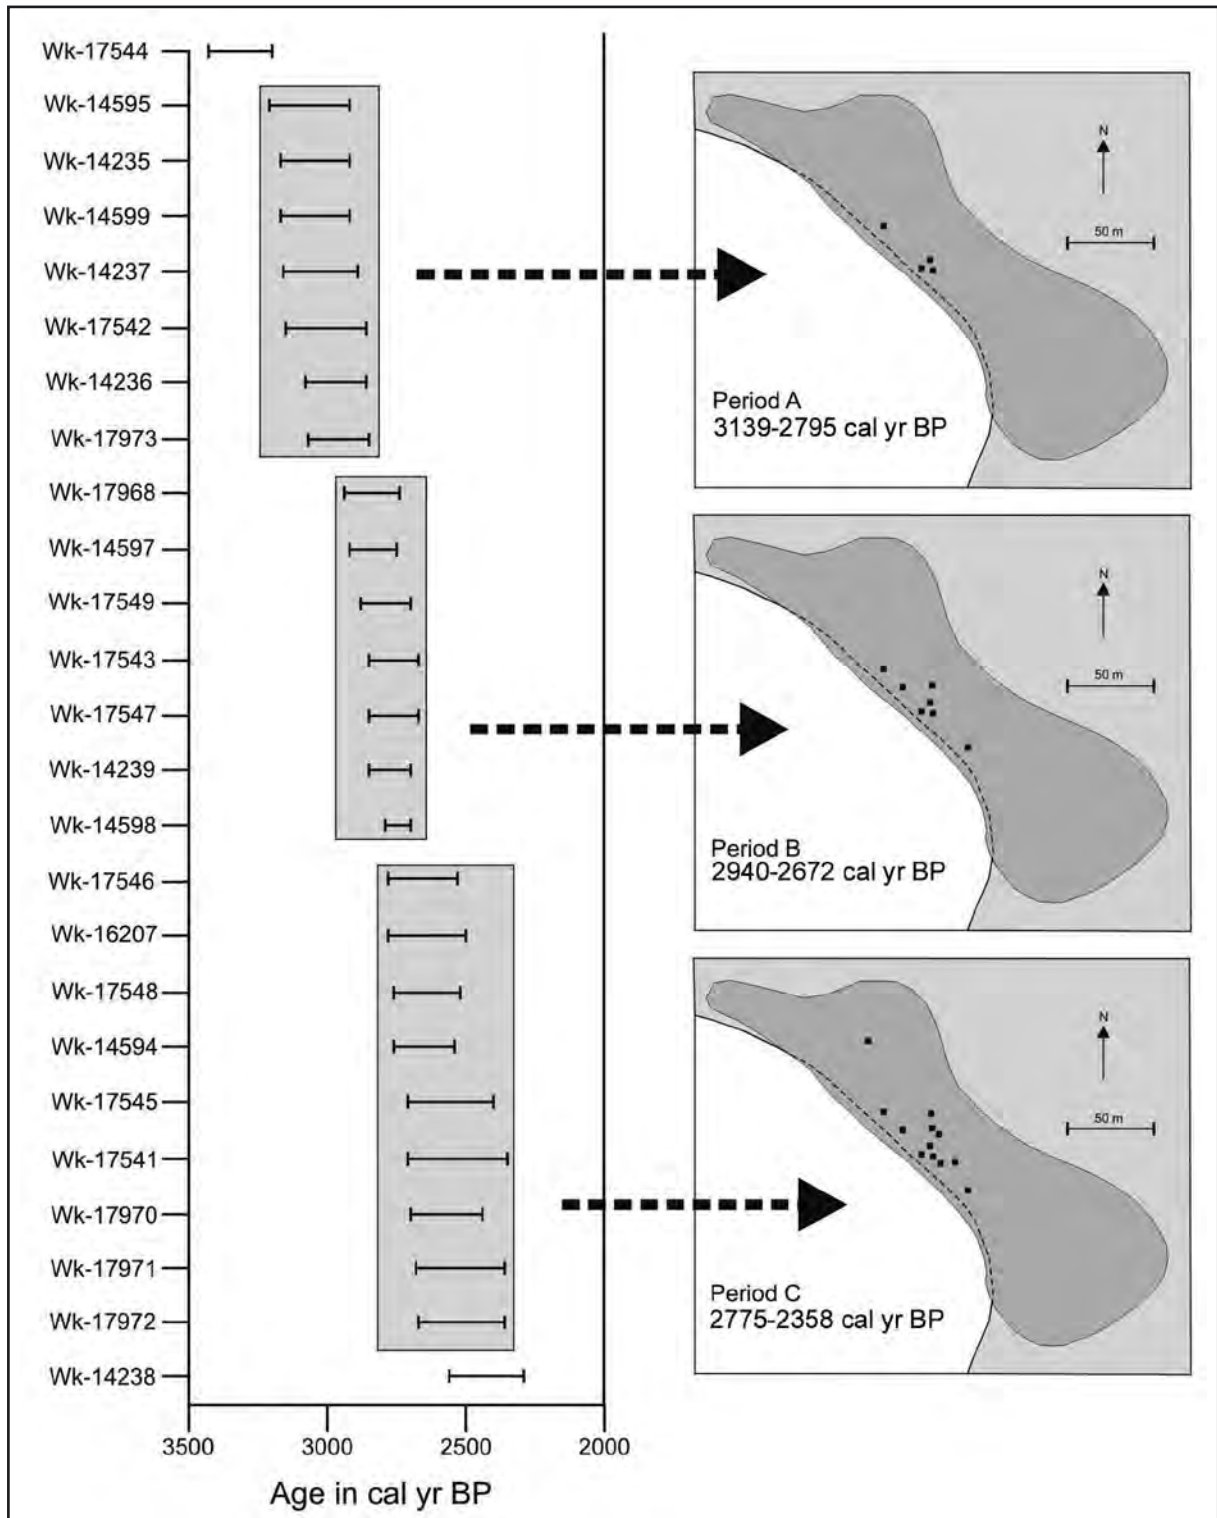 Wk-17544
Wk-14595
Wk-14235
Wk-14599
Wk-14237
Wk-17542
Wk-14236
Wk-17973
Wk-17968
Wk-14597
Wk-17549
Wk-17543
Wk-17547
Wk-14239
Wk-14598
Wk-17546
Wk-16207
Wk-17548
Wk-14594
Wk-17545
Wk-17541
Wk-17970
Wk-17971
Wk-17972
Wk-14238
3500 3000 2500 2000
Age in cal yr BP
N
50 m
Period A
3139-2795 cal yr BP
N
50 m
Period B
2940-2672 cal yr BP
N
50 m
Period C
2775-2358 cal yr BP